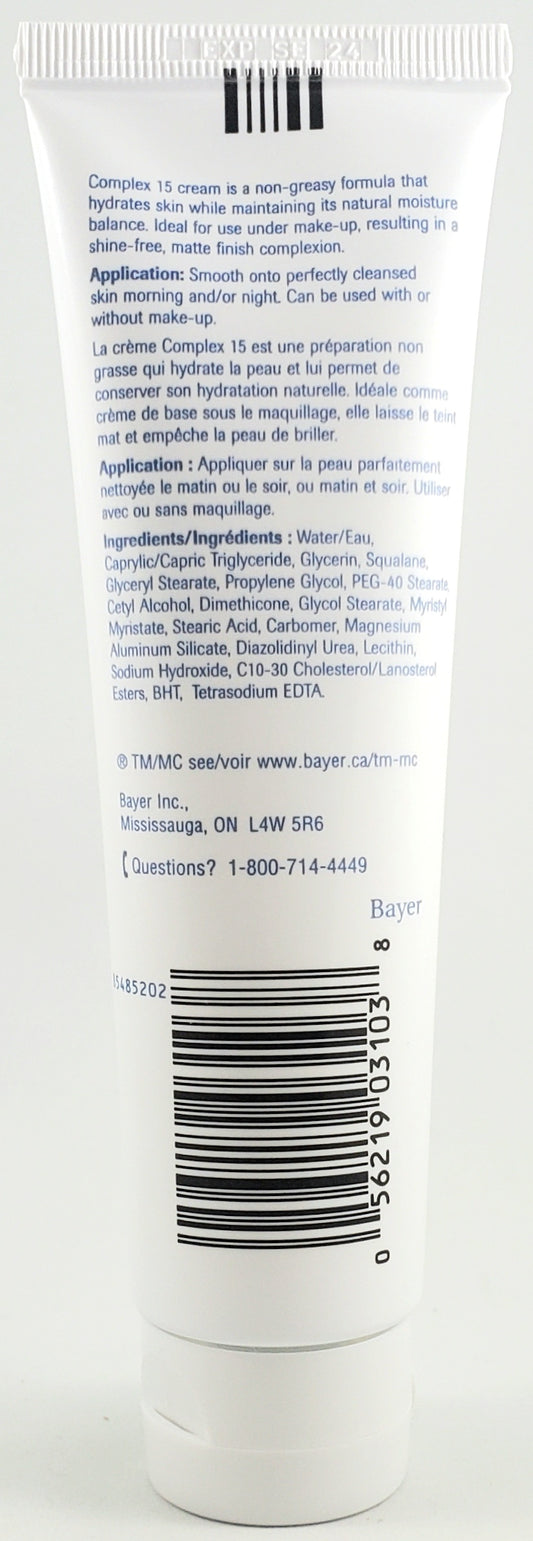 EXP SE 24
Complex 15 cream is a non-greasy formula that
hydrates skin while maintaining its natural moisture
balance. Ideal for use under make-up, resulting in a
shine-free, matte finish complexion.
Application: Smooth onto perfectly cleansed
skin morning and/or night. Can be used with or
without make-up.
La crème Complex 15 est une préparation non
grasse qui hydrate la peau et lui permet de
conserver son hydratation naturelle. Idéale comme
crème de base sous le maquillage, elle laisse le teint
mat et empêche la peau de briller.
Application : Appliquer sur la peau parfaitement
nettoyée le matin ou le soir, ou matin et soir. Utiliser
avec ou sans maquillage.
Ingredients/Ingrédients : Water/Eau,
Caprylic/Capric Triglyceride, Glycerin, Squalane,
Glyceryl Stearate, Propylene Glycol, PEG-40 Stearate,
Cetyl Alcohol, Dimethicone, Glycol Stearate, Myristyl
Myristate, Stearic Acid, Carbomer, Magnesium
Aluminum Silicate, Diazolidinyl Urea, Lecithin,
Sodium Hydroxide, C10-30 Cholesterol/Lanosterol
Esters, BHT, Tetrasodium EDTA.
® TM/MC see/voir www.bayer.ca/tm-mc
Bayer Inc.,
Mississauga, ON L4W 5R6
Questions? 1-800-714-4449
Bayer
0 56219 03103 8